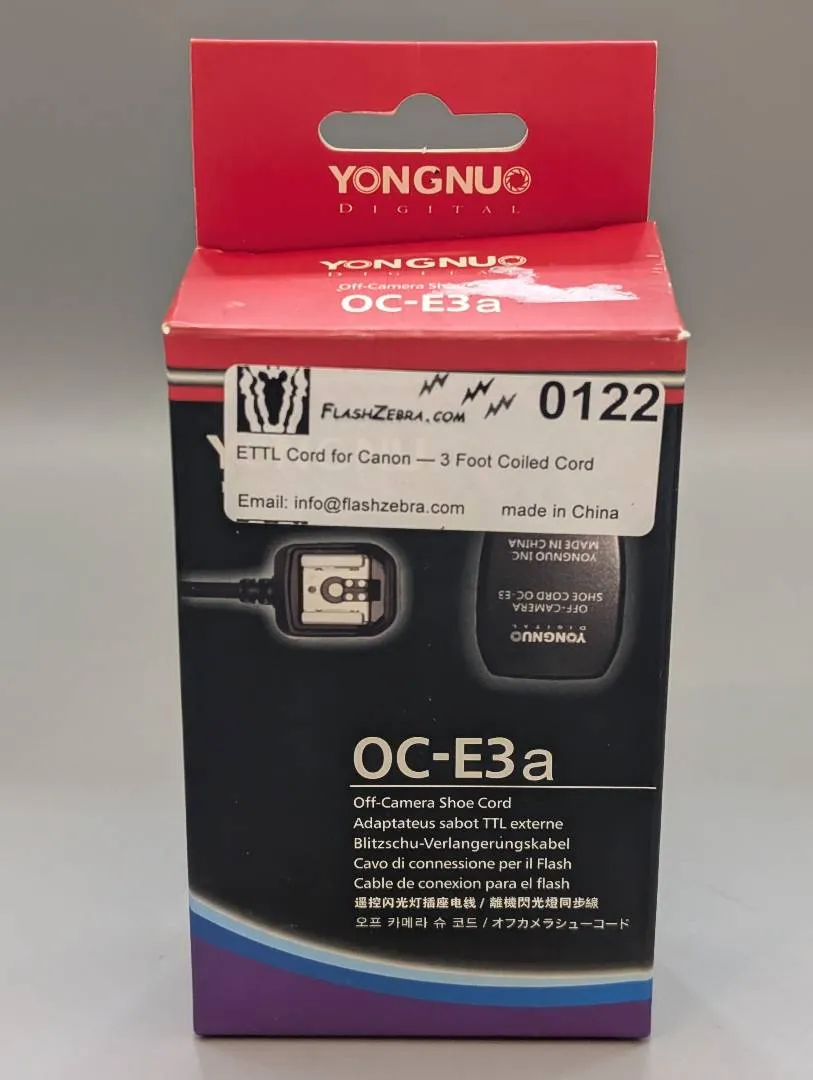 YONGNUO
DIGITAL
YONGNUO
DIGITAL
Off-Camera Shoe
OC-E3a
FLASHZEBRA.COM
0122
ETTL Cord for Canon — 3 Foot Coiled Cord
Email: info@flashzebra.com made in China
YONGNUO
DIGITAL
OFF-CAMERA
SHOE CORD OC-E3
YONGNUO INC.
MADE IN CHINA
OC-E3a
Off-Camera Shoe Cord
Adaptateus sabot TTL externe
Blitzschu-Verlangerungskabel
Cavo di connessione per il Flash
Cable de conexion para el flash
遥控闪光灯插座电线 / 離機閃光燈同步線
오프 카메라 슈 코드 / オフカメラシューコード